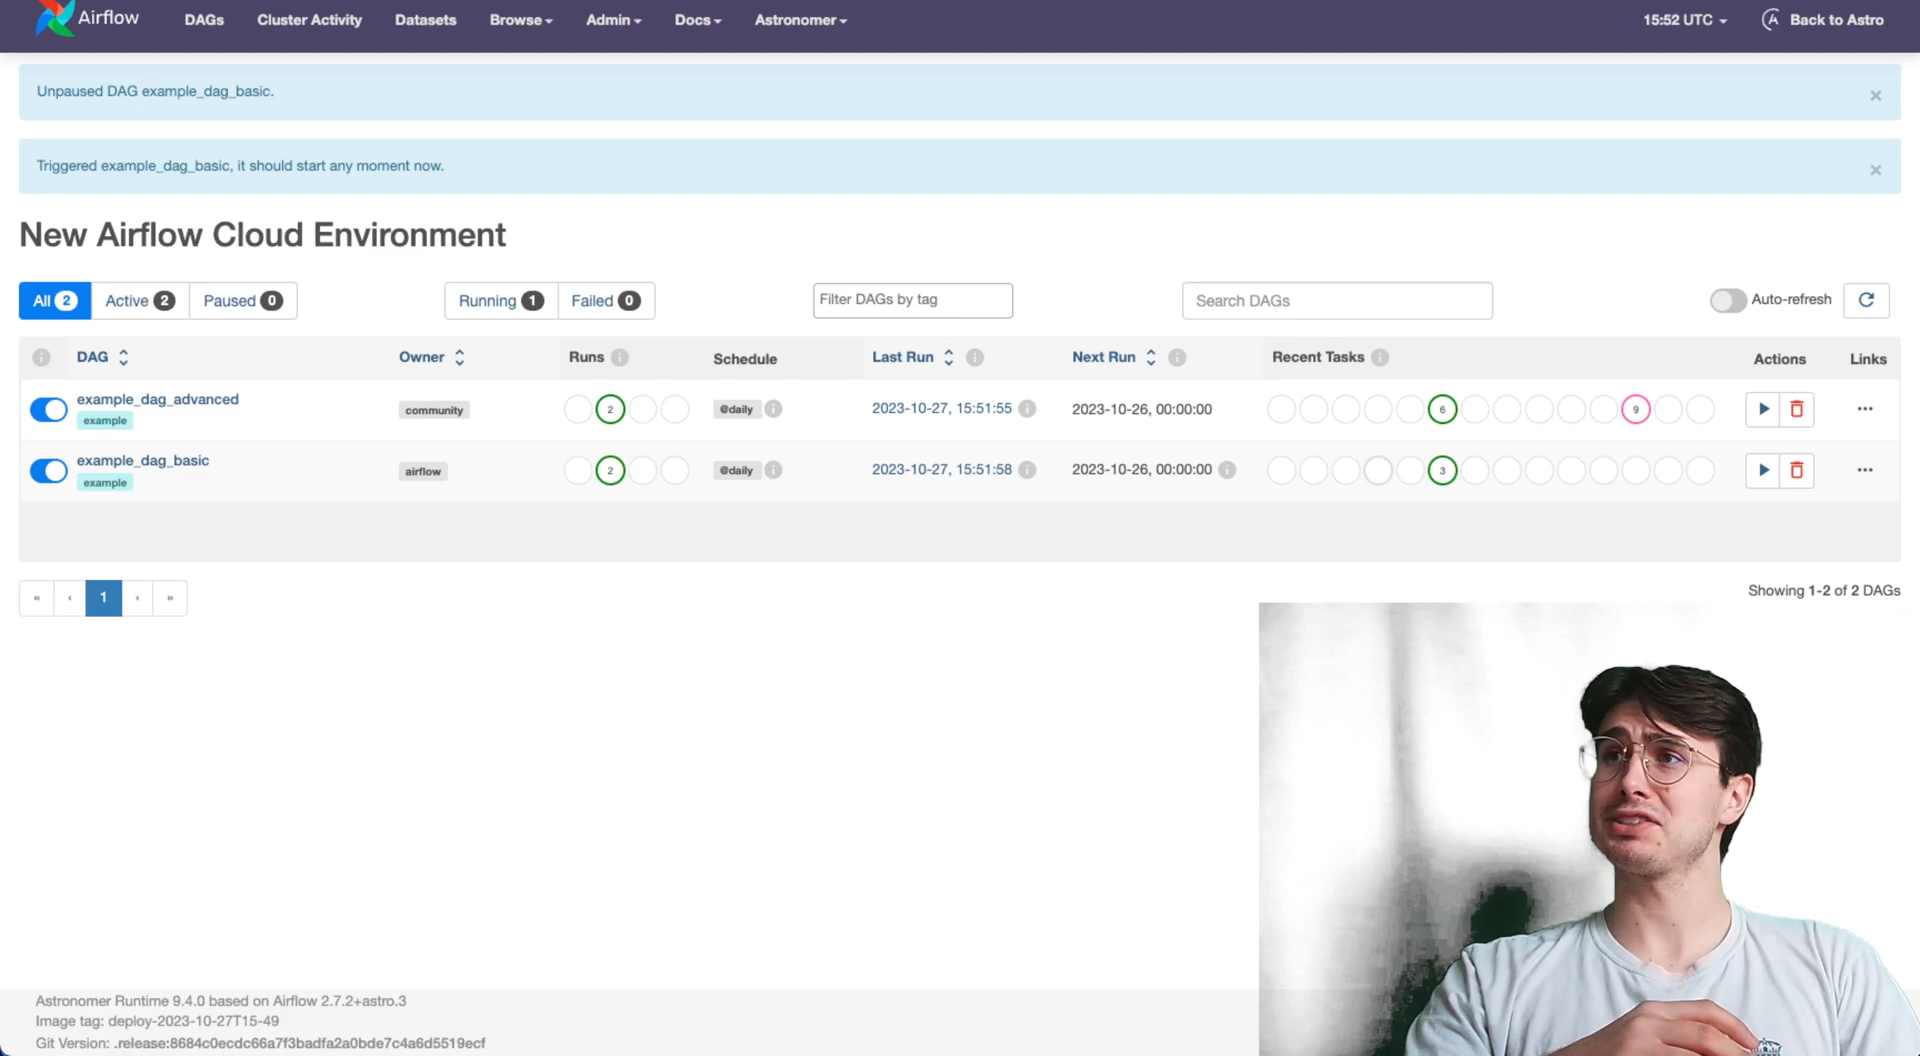 Airflow DAGs Cluster Activity Datasets Browse Admin Docs Astronomer 15:52 UTC Back to Astro
Unpaused DAG example_dag_basic. ×
Triggered example_dag_basic, it should start any moment now. ×
New Airflow Cloud Environment
All 2 Active 2 Paused 0 Running 1 Failed 0 Filter DAGs by tag Search DAGs Auto-refresh
DAG Owner Runs Schedule Last Run Next Run Recent Tasks Actions Links
example_dag_advanced
example
community 2 @daily 2023-10-27, 15:51:55 2023-10-26, 00:00:00 6 9 ...
example_dag_basic
example
airflow 2 @daily 2023-10-27, 15:51:58 2023-10-26, 00:00:00 3 ...
« ‹ 1 › »
Showing 1-2 of 2 DAGs
Astronomer Runtime 9.4.0 based on Airflow 2.7.2+astro.3
Image tag: deploy-2023-10-27T15-49
Git Version: .release:8684c0ecdc66a7f3badfa2a0bde7c4a6d5519ecf